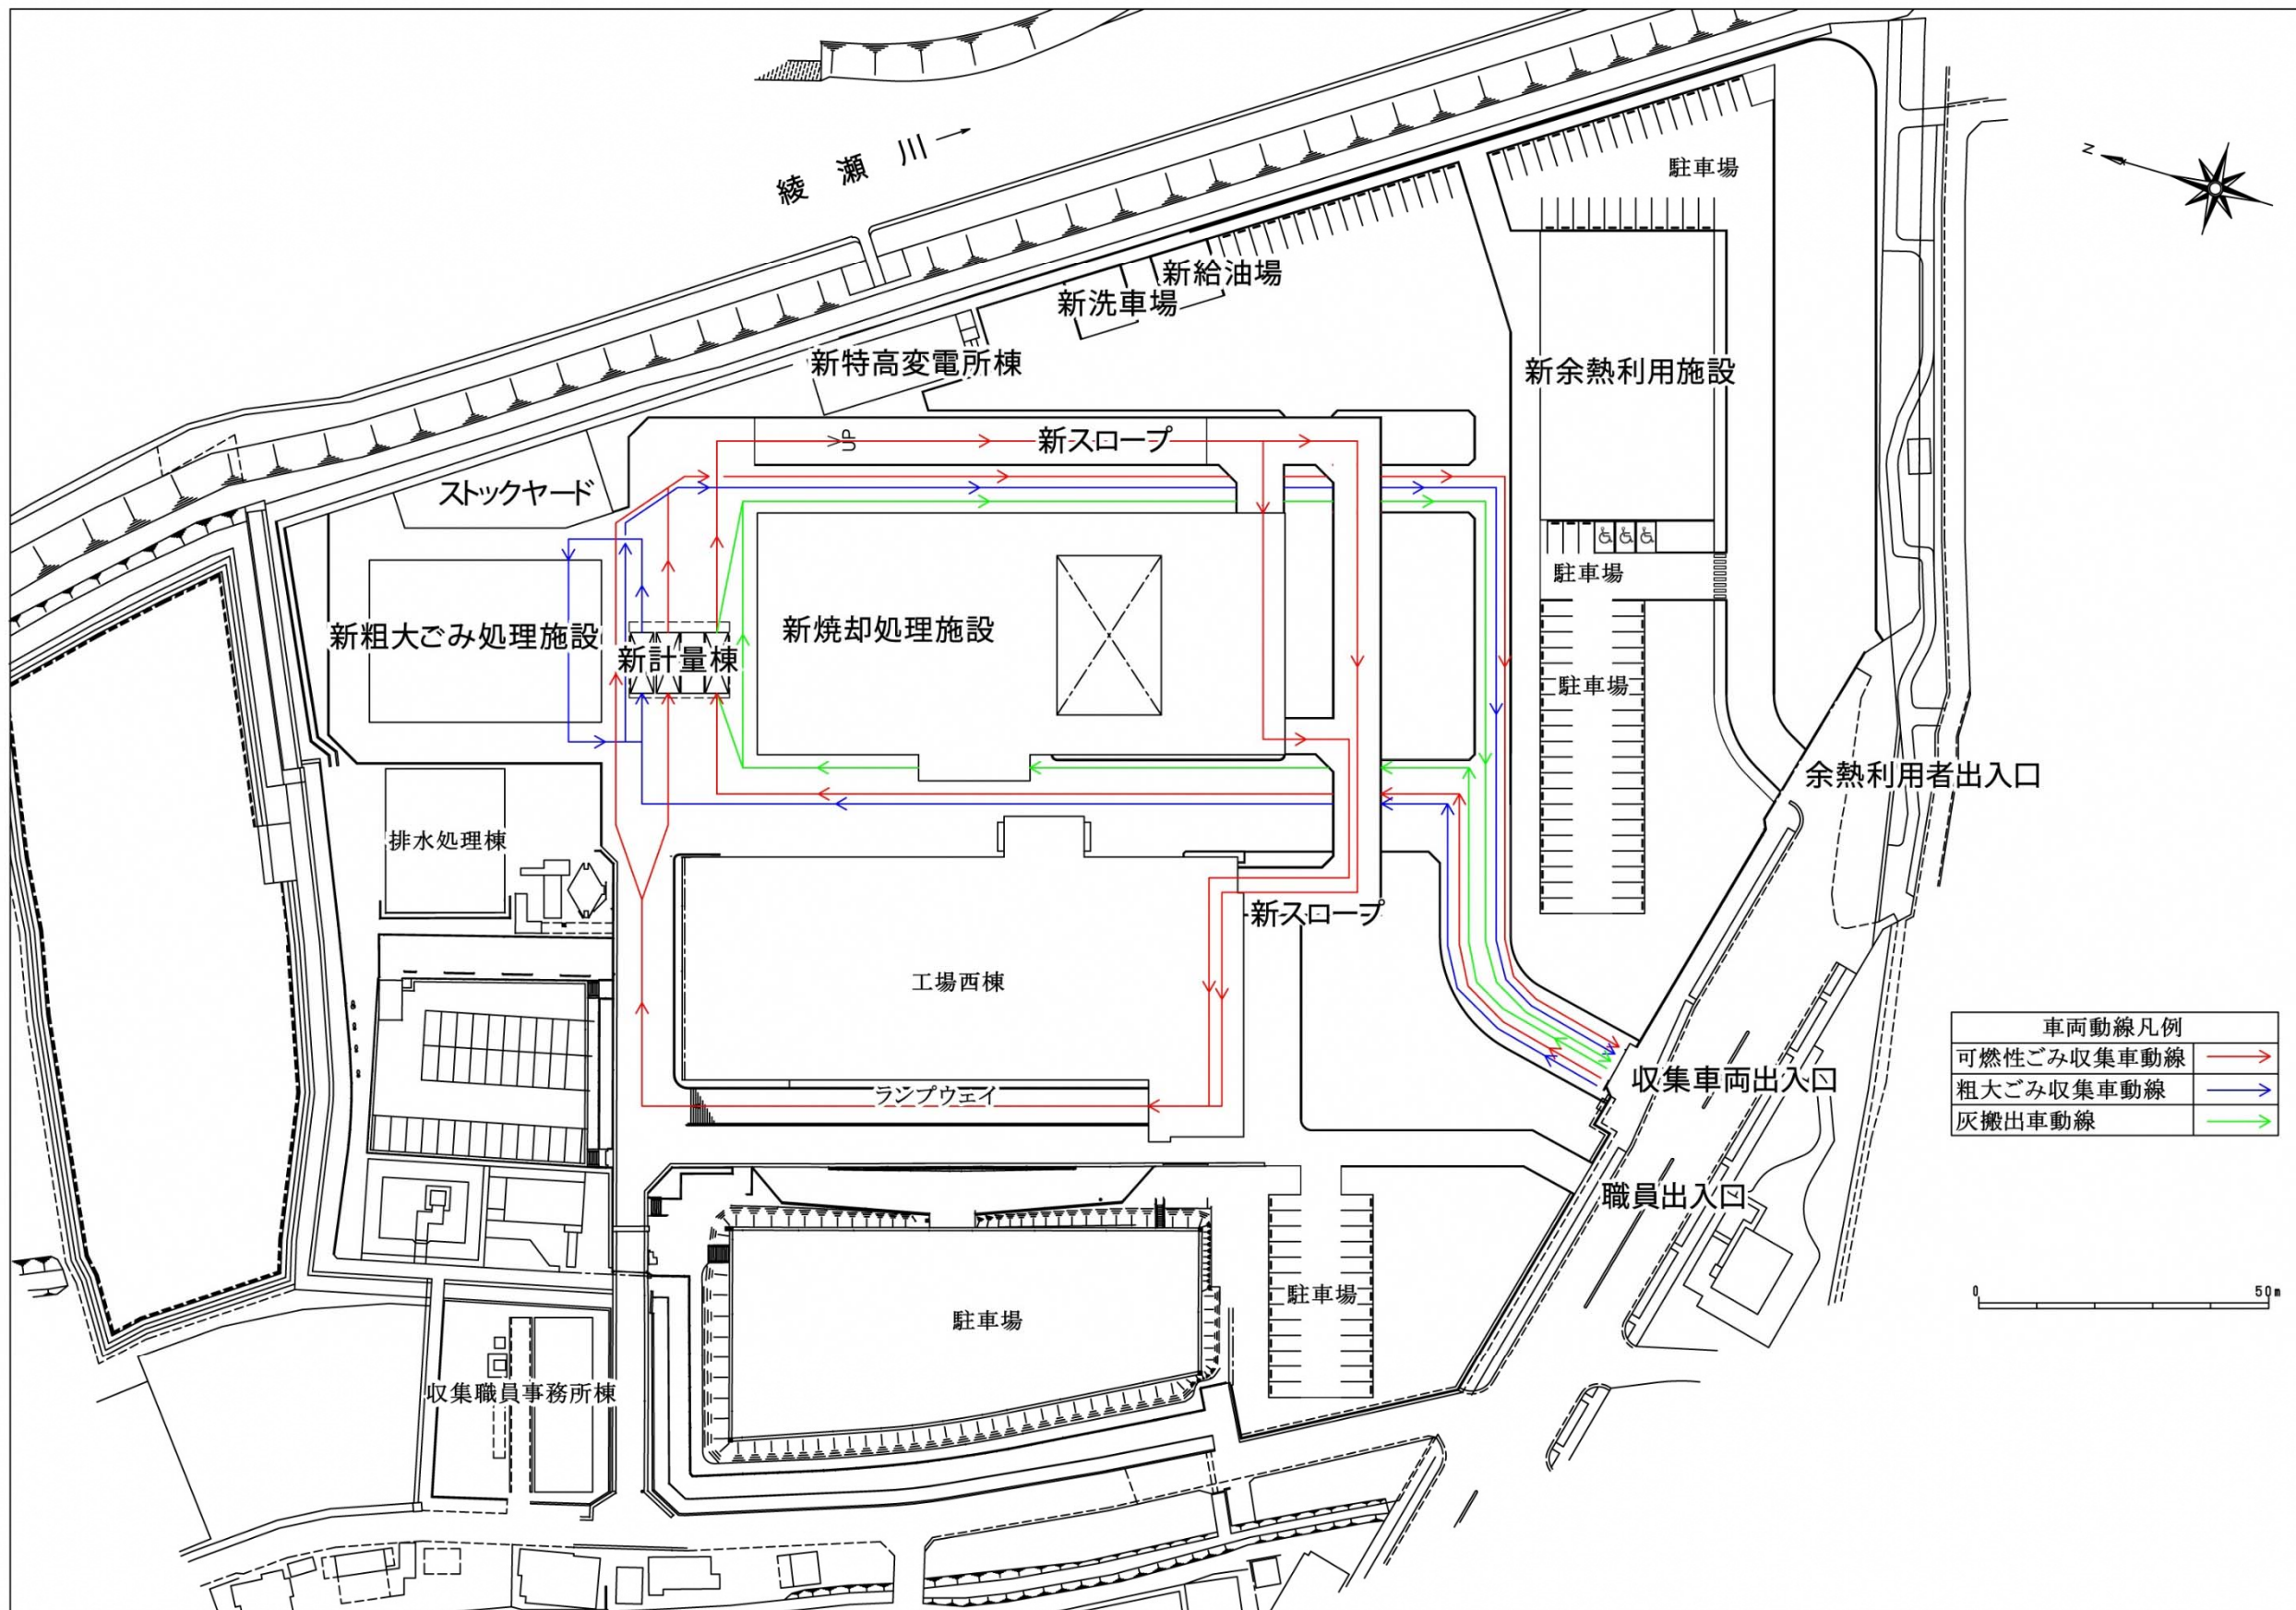 綾瀬川
N
駐車場
新給油場
新洗車場
新特高変電所棟
新余熱利用施設
UP
新スロープ
ストックヤード
駐車場
新粗大ごみ処理施設
新計量棟
新焼却処理施設
駐車場
余熱利用者出入口
排水処理棟
新スロープ
工場西棟
車両動線凡例
可燃性ごみ収集車動線
粗大ごみ収集車動線
灰搬出車動線
収集車両出入口
ランプウェイ
職員出入口
0 50m
駐車場
駐車場
収集職員事務所棟